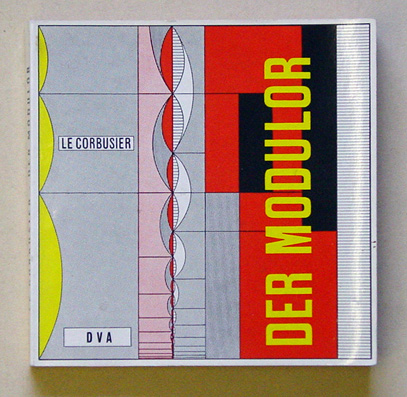 LE CORBUSIER
DER MODULOR
DVA